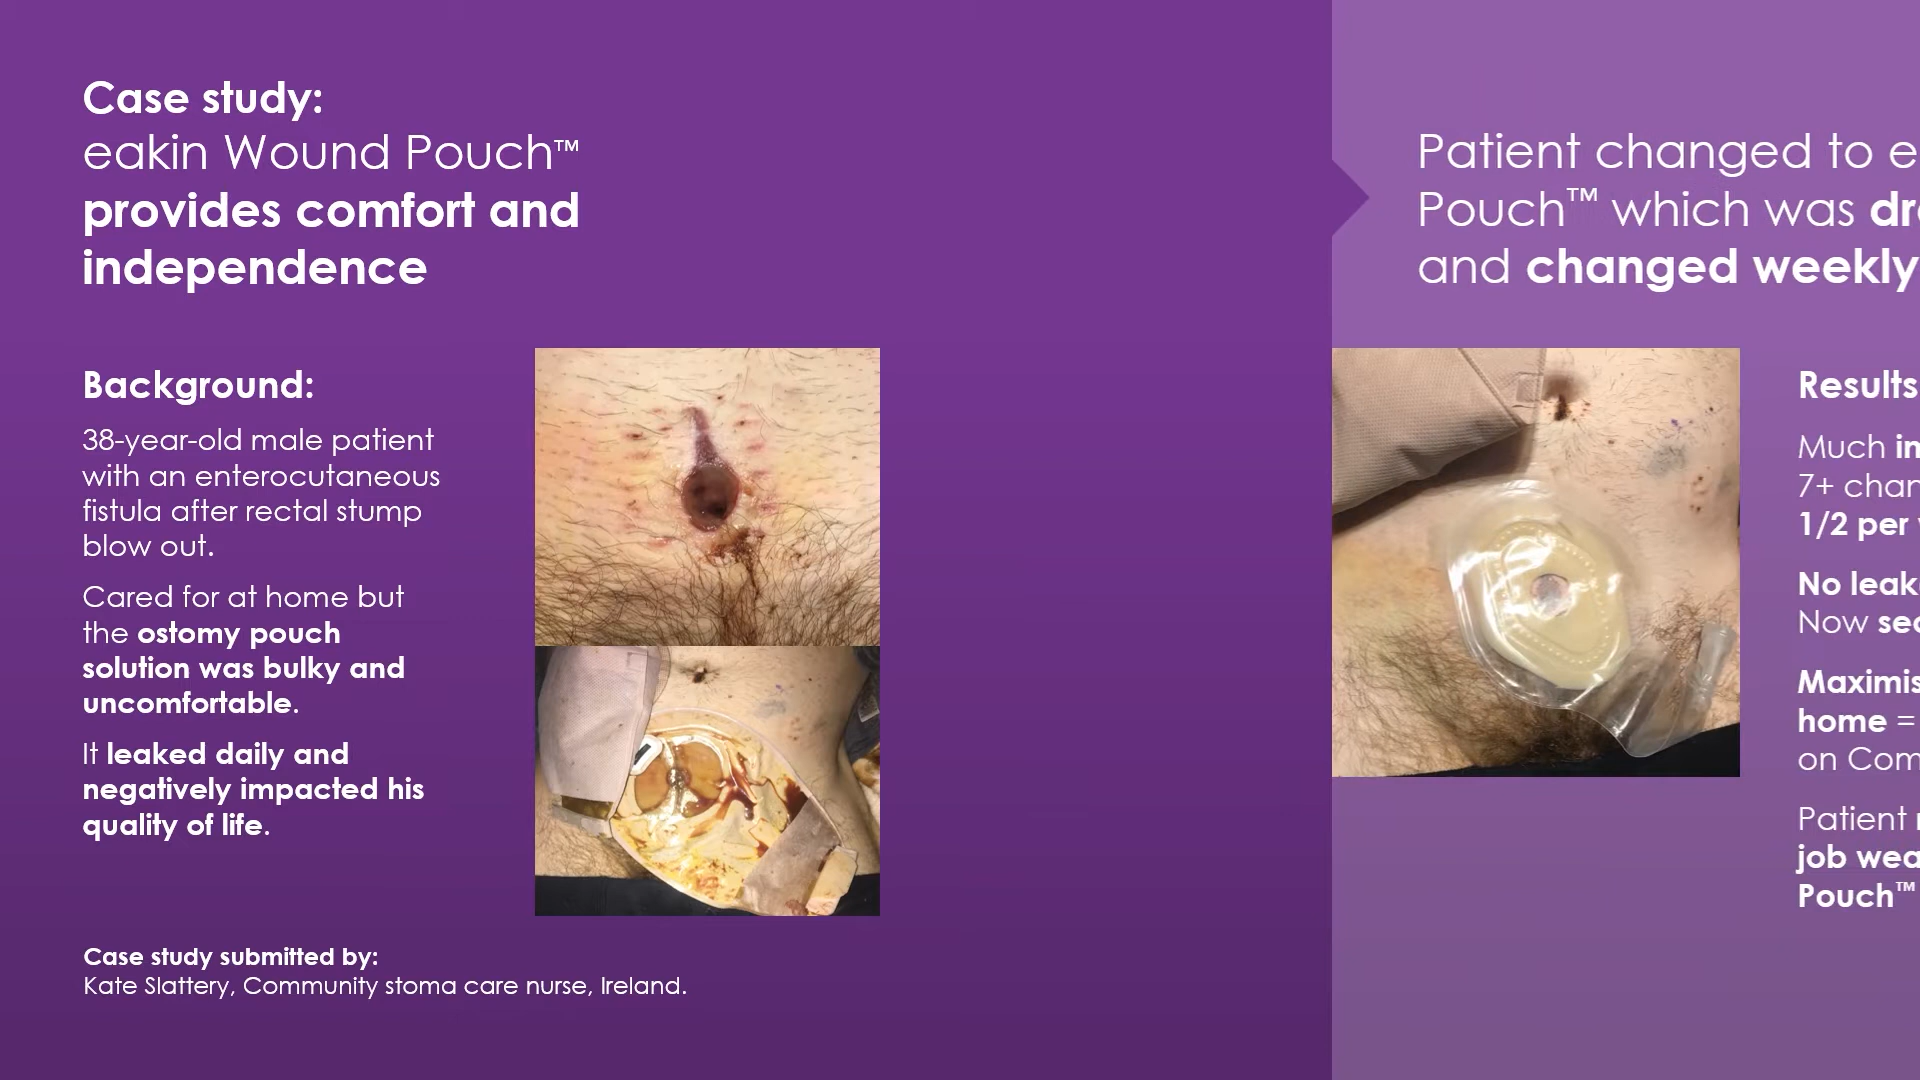 Case study:
eakin Wound Pouch™
provides comfort and
independence
Background:
38-year-old male patient
with an enterocutaneous
fistula after rectal stump
blow out.
Cared for at home but
the ostomy pouch
solution was bulky and
uncomfortable.
It leaked daily and
negatively impacted his
quality of life.
Case study submitted by:
Kate Slattery, Community stoma care nurse, Ireland.
Patient changed to
Pouch™ which was
and changed weekly
Results
Much
7+
1/2 per
No
Now
home =
on
Patient
job
Pouch™